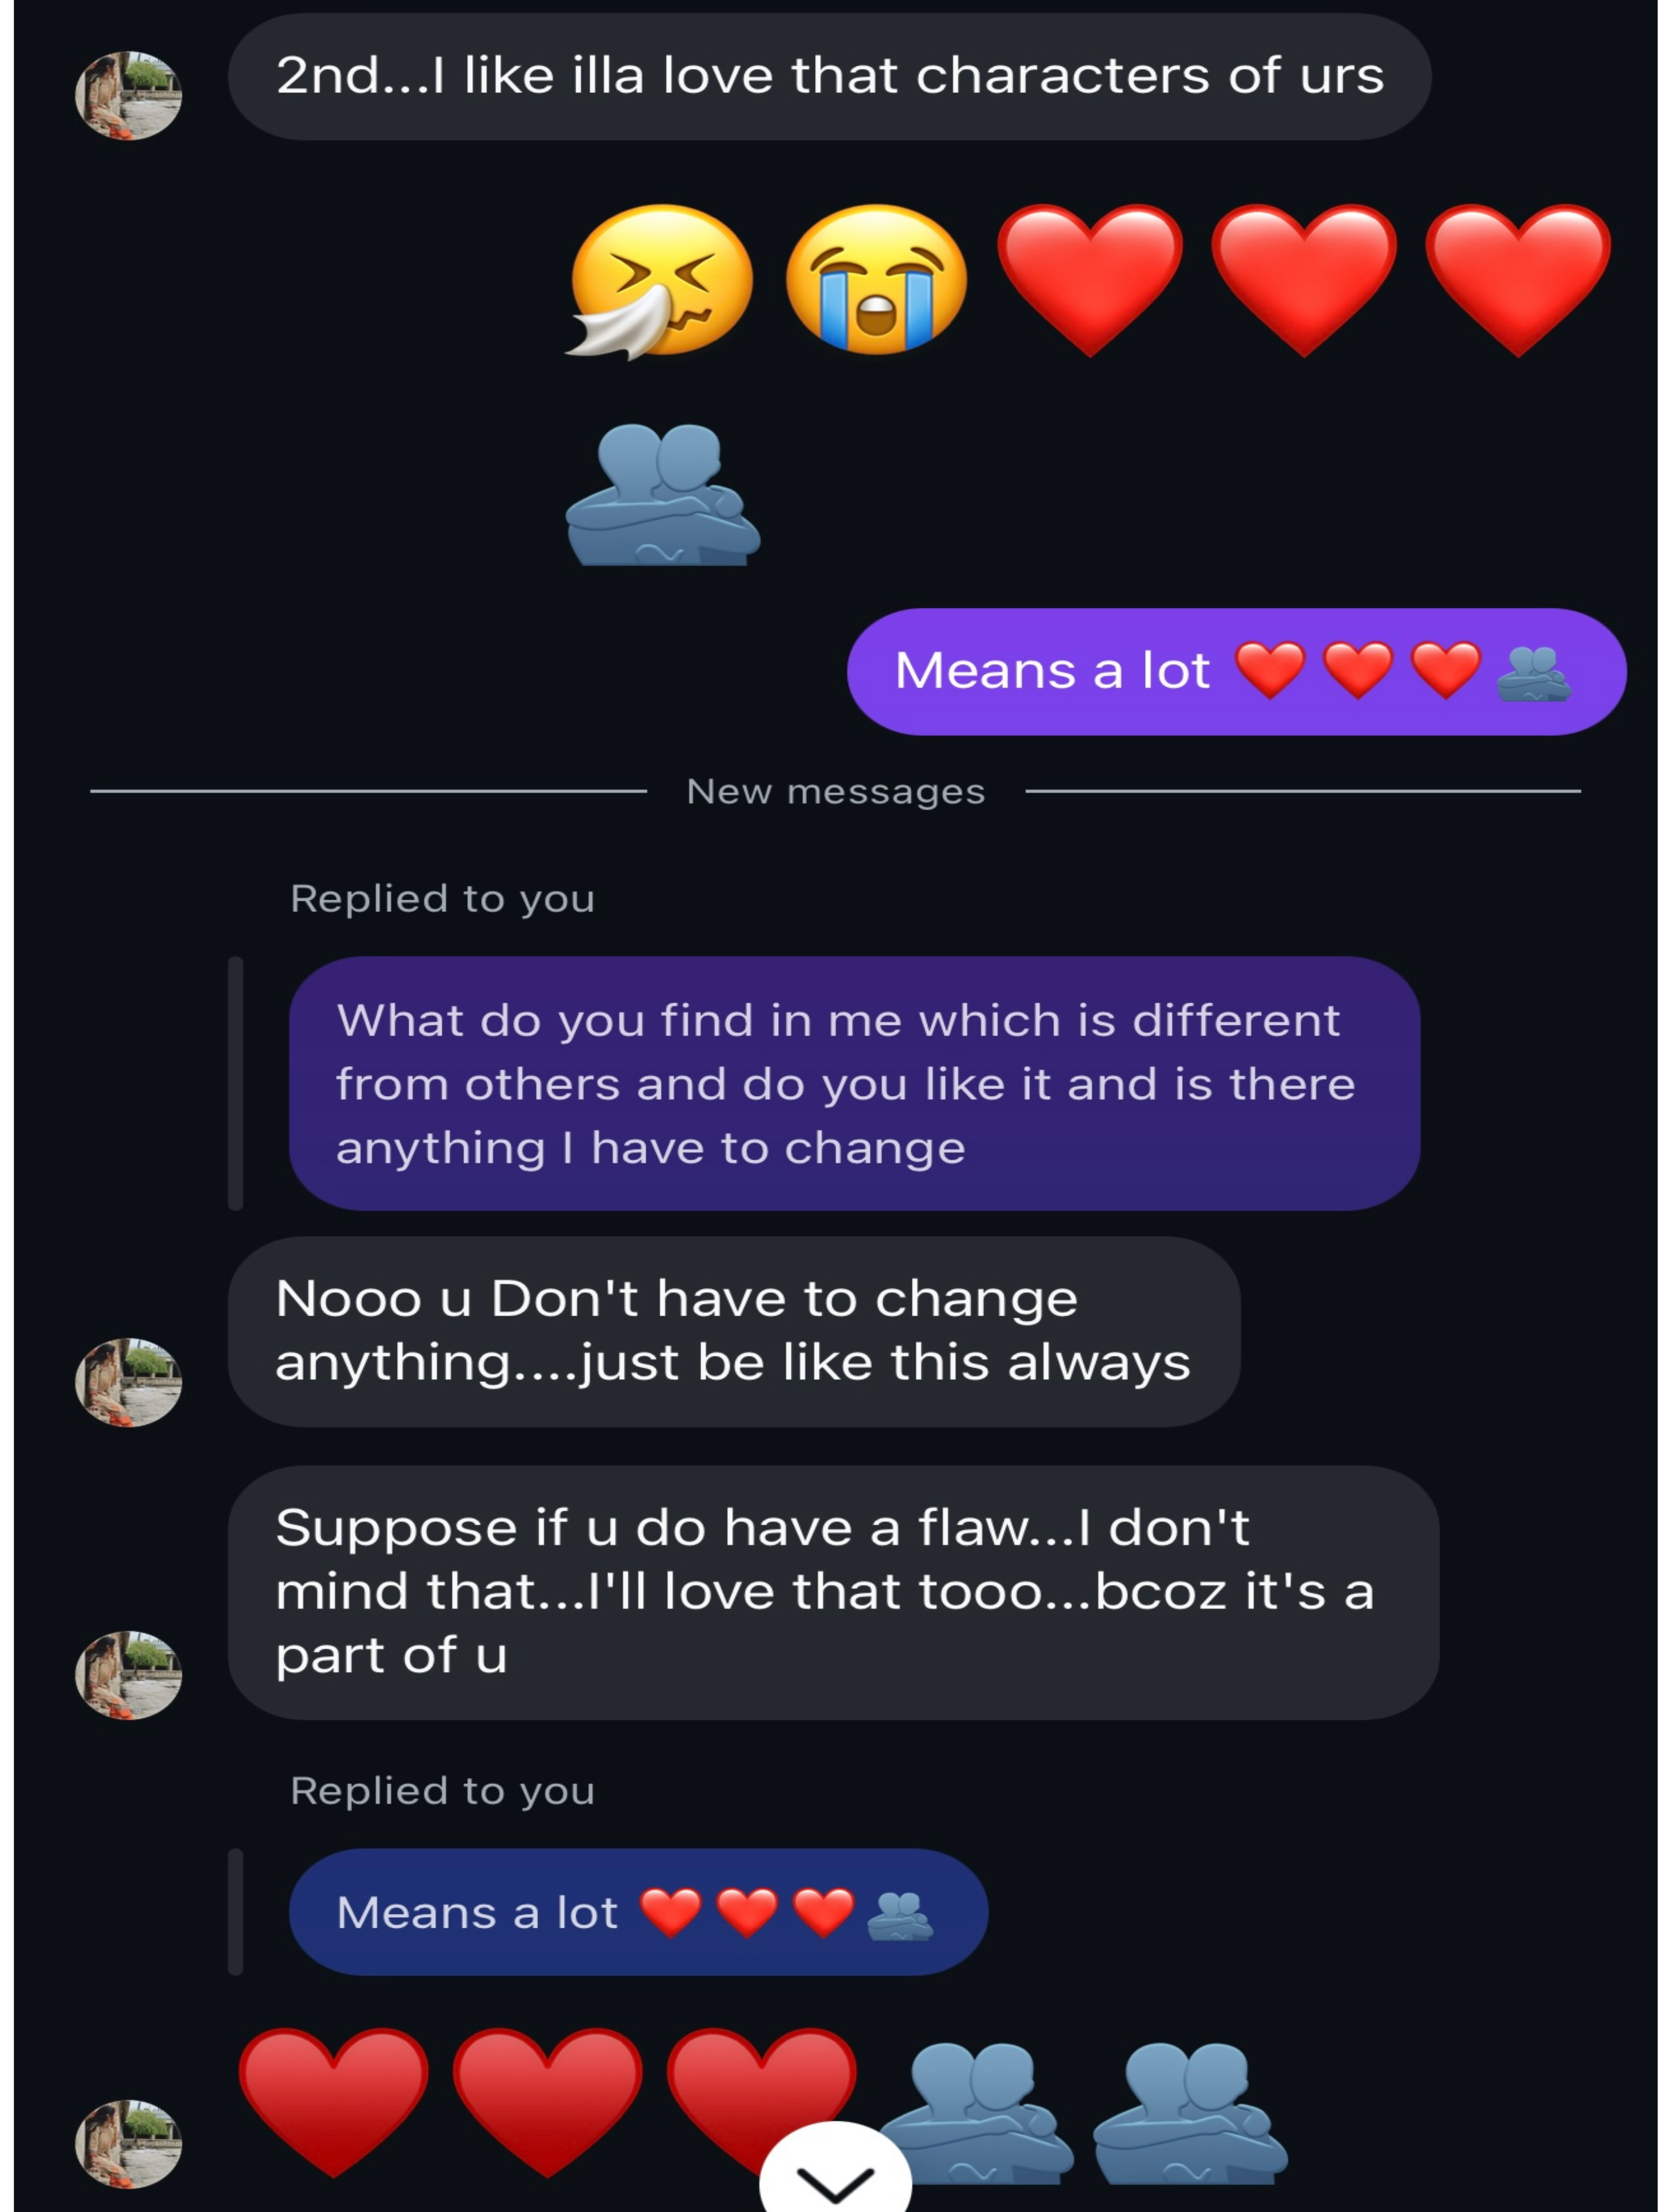 2nd...I like illa love that characters of urs
🤧😭❤️❤️❤️
🫂
Means a lot ❤️❤️❤️🫂
New messages
Replied to you
What do you find in me which is different
from others and do you like it and is there
anything I have to change
Nooo u Don't have to change
anything....just be like this always
Suppose if u do have a flaw...I don't
mind that...I'll love that tooo...bcoz it's a
part of u
Replied to you
Means a lot ❤️❤️❤️🫂
❤️❤️❤️🫂🫂